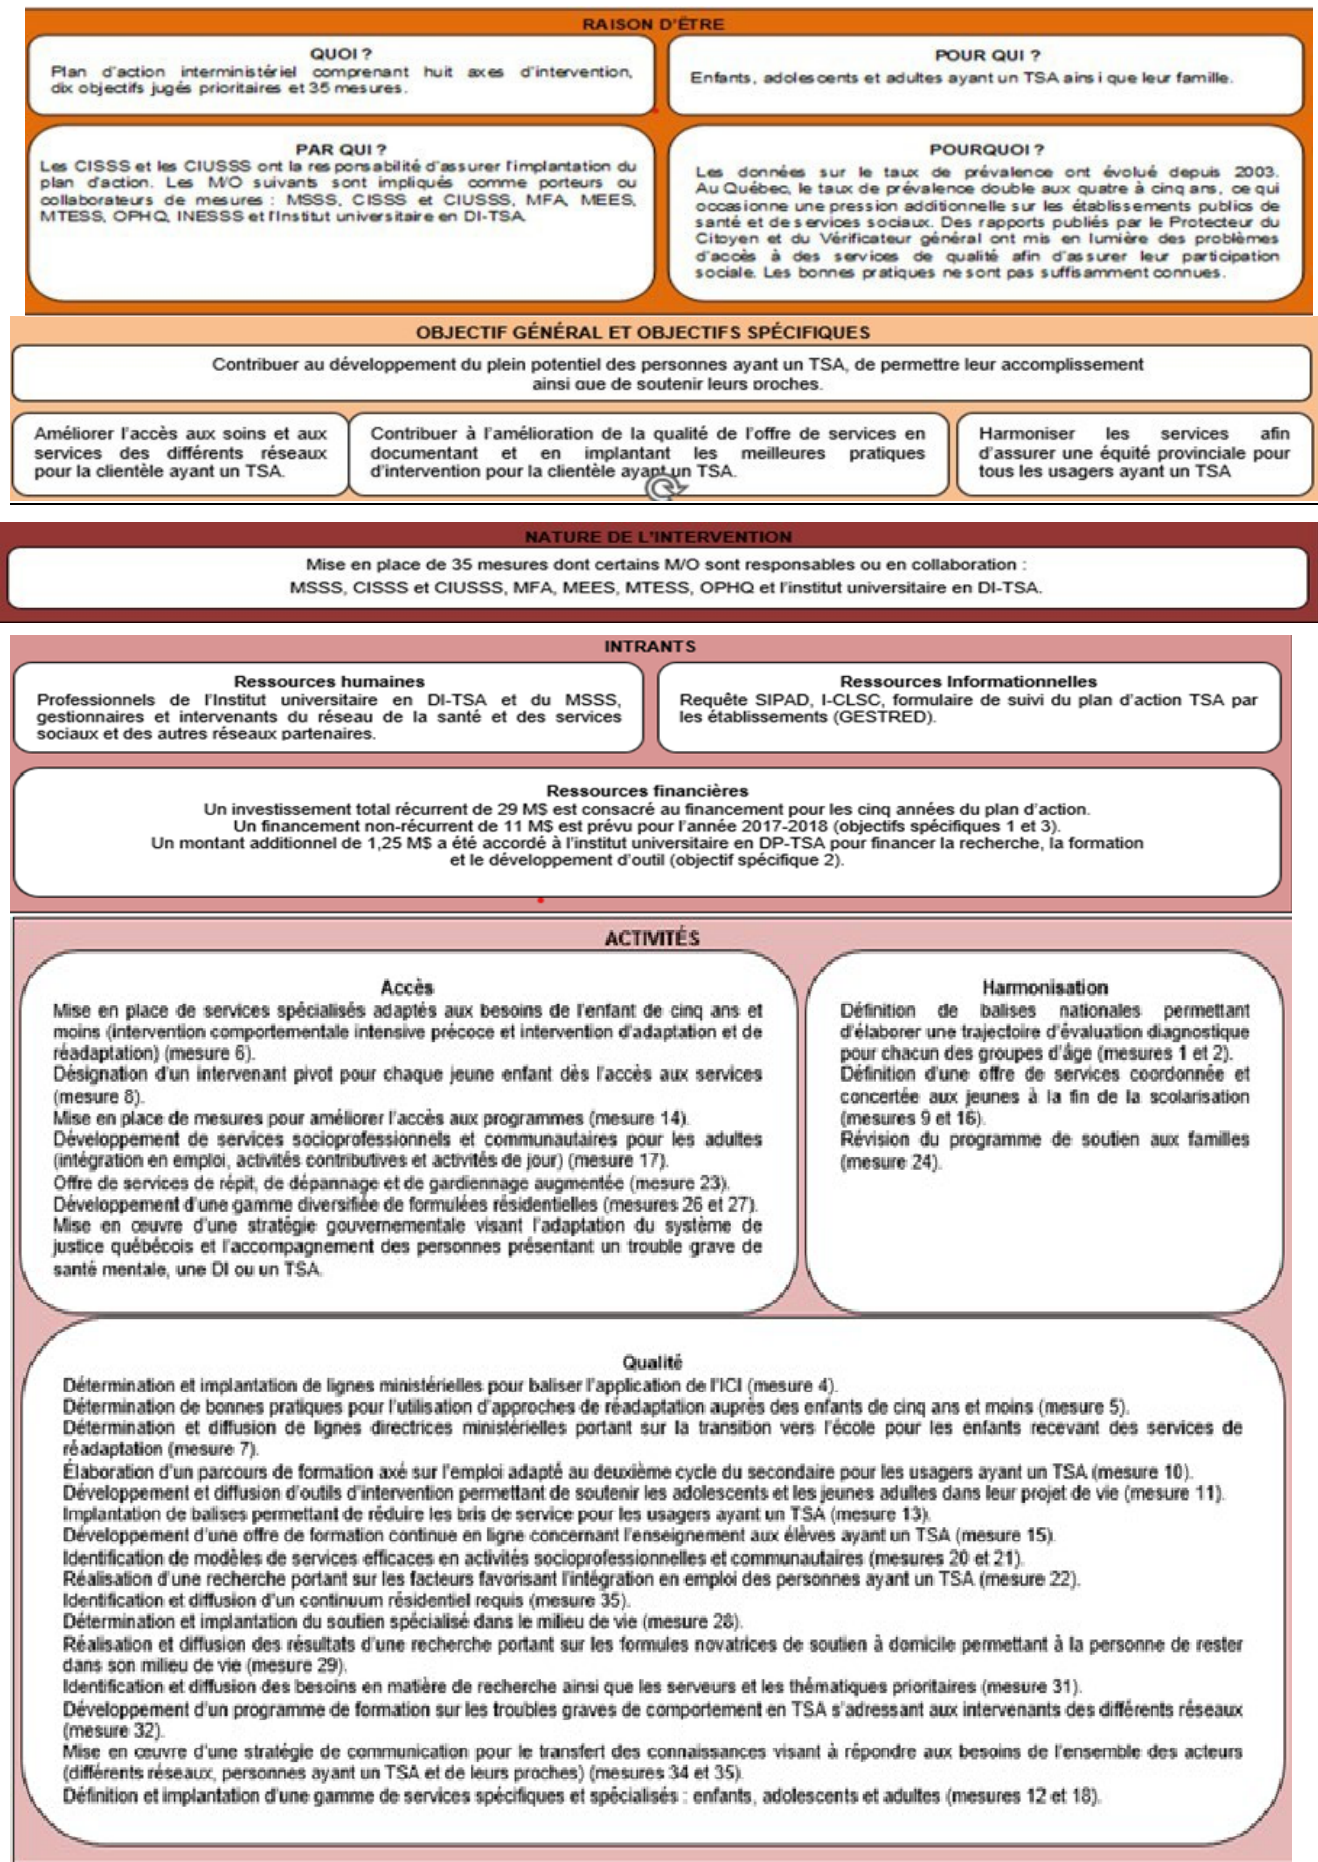 RAISON D'ÊTRE
QUOI ?
Plan d'action interministériel comprenant huit axes d'intervention,
dix objectifs jugés prioritaires et 35 mesures.
POUR QUI ?
Enfants, adolescents et adultes ayant un TSA ainsi que leur famille.
PAR QUI ?
Les CISSS et les CIUSSS ont la responsabilité d'assurer l'implantation du
plan d'action. Les M/O suivants sont impliqués comme porteurs ou
collaborateurs de mesures : MSSS, CISSS et CIUSSS, MFA, MEES,
MTESS, OPHQ, INESSS et l'Institut universitaire en DI-TSA.
POURQUOI ?
Les données sur le taux de prévalence ont évolué depuis 2003.
Au Québec, le taux de prévalence double aux quatre à cinq ans, ce qui
occasionne une pression additionnelle sur les établissements publics de
santé et de services sociaux. Des rapports publiés par le Protecteur du
Citoyen et du Vérificateur général ont mis en lumière des problèmes
d'accès à des services de qualité afin d'assurer leur participation
sociale. Les bonnes pratiques ne sont pas suffisamment connues.
OBJECTIF GÉNÉRAL ET OBJECTIFS SPÉCIFIQUES
Contribuer au développement du plein potentiel des personnes ayant un TSA, de permettre leur accomplissement
ainsi que de soutenir leurs proches.
Améliorer l'accès aux soins et aux
services des différents réseaux
pour la clientèle ayant un TSA.
Contribuer à l'amélioration de la qualité de l'offre de services en
documentant et en implantant les meilleures pratiques
d'intervention pour la clientèle ayant un TSA.
Harmoniser les services afin
d'assurer une équité provinciale pour
tous les usagers ayant un TSA
NATURE DE L'INTERVENTION
Mise en place de 35 mesures dont certains M/O sont responsables ou en collaboration :
MSSS, CISSS et CIUSSS, MFA, MEES, MTESS, OPHQ et l'institut universitaire en DI-TSA.
INTRANTS
Ressources humaines
Professionnels de l'Institut universitaire en DI-TSA et du MSSS,
gestionnaires et intervenants du réseau de la santé et des services
sociaux et des autres réseaux partenaires.
Ressources Informationnelles
Requête SIPAD, I-CLSC, formulaire de suivi du plan d'action TSA par
les établissements (GESTRED).
Ressources financières
Un investissement total récurrent de 29 M$ est consacré au financement pour les cinq années du plan d'action.
Un financement non-récurrent de 11 M$ est prévu pour l'année 2017-2018 (objectifs spécifiques 1 et 3).
Un montant additionnel de 1,25 M$ a été accordé à l'institut universitaire en DP-TSA pour financer la recherche, la formation
et le développement d'outil (objectif spécifique 2).
ACTIVITÉS
Accès
Mise en place de services spécialisés adaptés aux besoins de l'enfant de cinq ans et
moins (intervention comportementale intensive précoce et intervention d'adaptation et de
réadaptation) (mesure 6).
Désignation d'un intervenant pivot pour chaque jeune enfant dès l'accès aux services
(mesure 8).
Mise en place de mesures pour améliorer l'accès aux programmes (mesure 14).
Développement de services socioprofessionnels et communautaires pour les adultes
(intégration en emploi, activités contributives et activités de jour) (mesure 17).
Offre de services de répit, de dépannage et de gardiennage augmentée (mesure 23).
Développement d'une gamme diversifiée de formulées résidentielles (mesures 26 et 27).
Mise en œuvre d'une stratégie gouvernementale visant l'adaptation du système de
justice québécois et l'accompagnement des personnes présentant un trouble grave de
santé mentale, une DI ou un TSA.
Harmonisation
Définition de balises nationales permettant
d'élaborer une trajectoire d'évaluation diagnostique
pour chacun des groupes d'âge (mesures 1 et 2).
Définition d'une offre de services coordonnée et
concertée aux jeunes à la fin de la scolarisation
(mesures 9 et 16).
Révision du programme de soutien aux familles
(mesure 24).
Qualité
Détermination et implantation de lignes ministérielles pour baliser l'application de l'ICI (mesure 4).
Détermination de bonnes pratiques pour l'utilisation d'approches de réadaptation auprès des enfants de cinq ans et moins (mesure 5).
Détermination et diffusion de lignes directrices ministérielles portant sur la transition vers l'école pour les enfants recevant des services de
réadaptation (mesure 7).
Élaboration d'un parcours de formation axé sur l'emploi adapté au deuxième cycle du secondaire pour les usagers ayant un TSA (mesure 10).
Développement et diffusion d'outils d'intervention permettant de soutenir les adolescents et les jeunes adultes dans leur projet de vie (mesure 11).
Implantation de balises permettant de réduire les bris de service pour les usagers ayant un TSA (mesure 13).
Développement d'une offre de formation continue en ligne concernant l'enseignement aux élèves ayant un TSA (mesure 15).
Identification de modèles de services efficaces en activités socioprofessionnelles et communautaires (mesures 20 et 21).
Réalisation d'une recherche portant sur les facteurs favorisant l'intégration en emploi des personnes ayant un TSA (mesure 22).
Identification et diffusion d'un continuum résidentiel requis (mesure 35).
Détermination et implantation du soutien spécialisé dans le milieu de vie (mesure 28).
Réalisation et diffusion des résultats d'une recherche portant sur les formules novatrices de soutien à domicile permettant à la personne de rester
dans son milieu de vie (mesure 29).
Identification et diffusion des besoins en matière de recherche ainsi que les serveurs et les thématiques prioritaires (mesure 31).
Développement d'un programme de formation sur les troubles graves de comportement en TSA s'adressant aux intervenants des différents réseaux
(mesure 32).
Mise en œuvre d'une stratégie de communication pour le transfert des connaissances visant à répondre aux besoins de l'ensemble des acteurs
(différents réseaux, personnes ayant un TSA et de leurs proches) (mesures 34 et 35).
Définition et implantation d'une gamme de services spécifiques et spécialisés : enfants, adolescents et adultes (mesures 12 et 18).